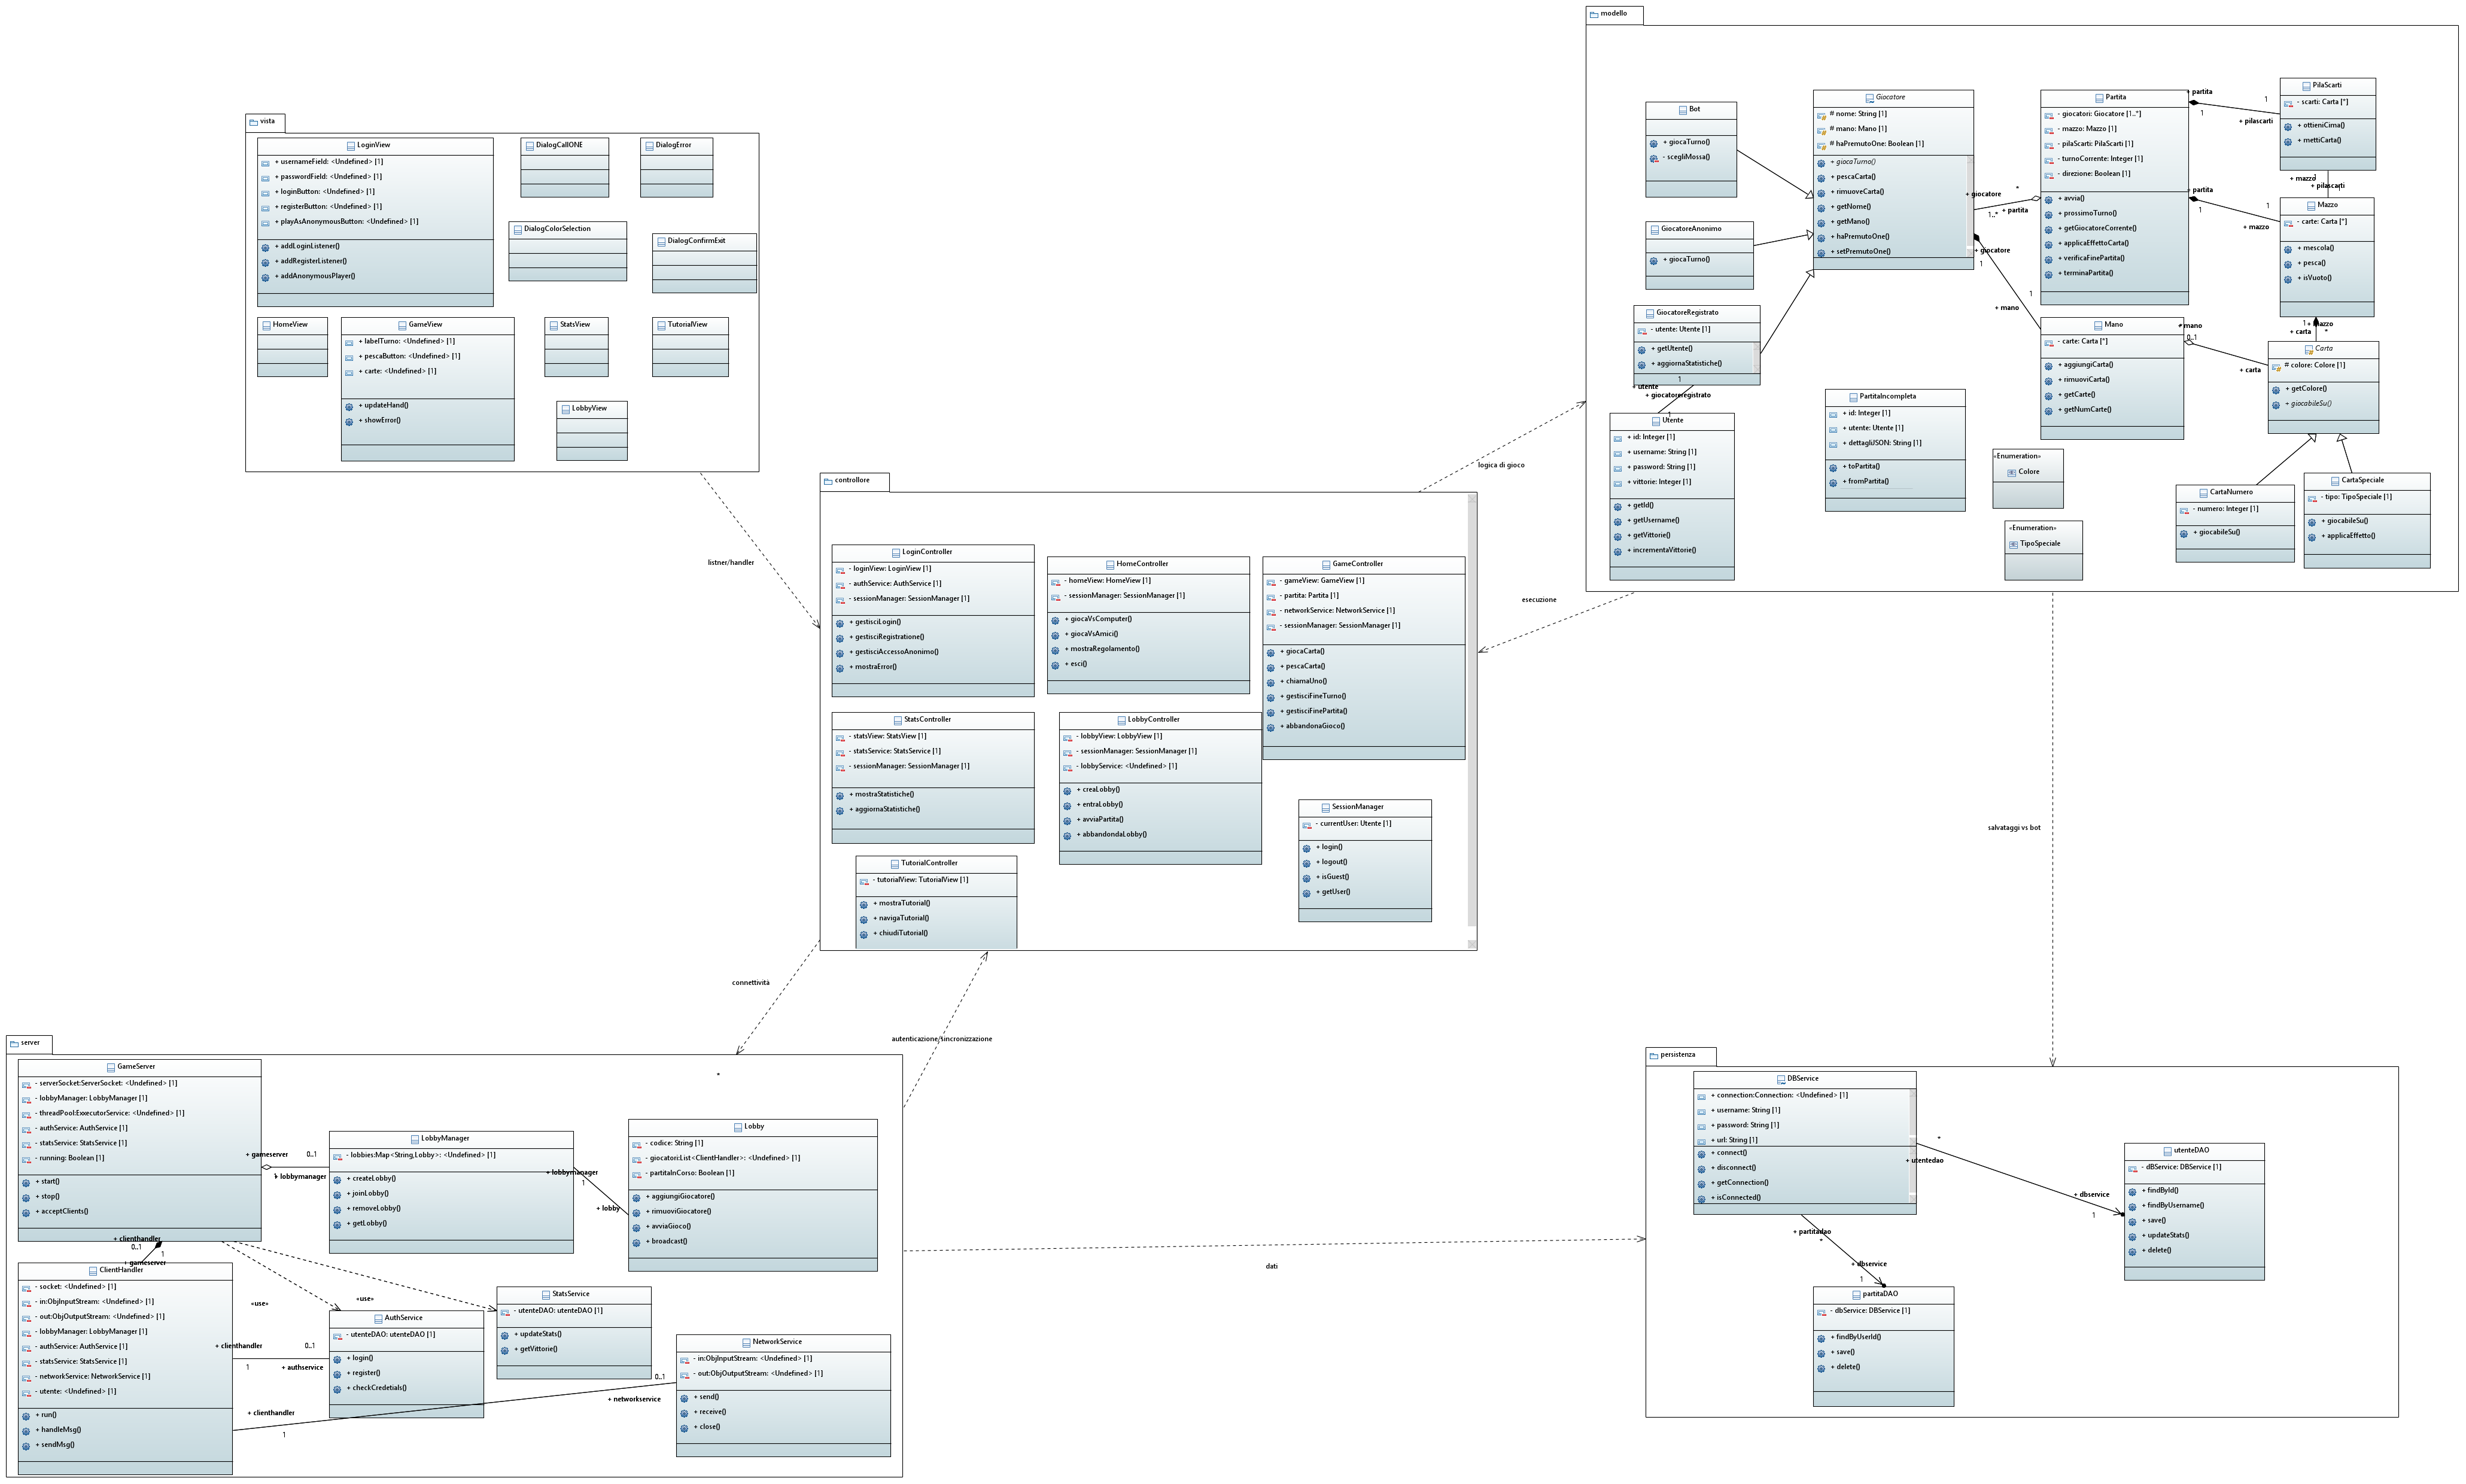 modello
Bot
+ giocaTurno()
- scegliMossa()
GiocatoreAnonimo
+ giocaTurno()
GiocatoreRegistrato
- utente: Utente [1]
+ getUtente()
+ aggiornaStatistiche()
1
+ utente
+ giocatoreregistrato
1
Utente
+ id: Integer [1]
+ username: String [1]
+ password: String [1]
+ vittorie: Integer [1]
+ getId()
+ getUsername()
+ getVittorie()
+ incrementaVittorie()
Giocatore
# nome: String [1]
# mano: Mano [1]
# haPremutoOne: Boolean [1]
+ giocaTurno()
+ pescaCarta()
+ rimuoveCarta()
+ getNome()
+ getMano()
+ haPremutoOne()
+ setPremutoOne()
+ giocatore
*
1..*
+ partita
+ giocatore
1
1
+ mano
Partita
- giocatori: Giocatore [1..*]
- mazzo: Mazzo [1]
- pilaScarti: PilaScarti [1]
- turnoCorrente: Integer [1]
- direzione: Boolean [1]
+ avvia()
+ prossimoTurno()
+ getGiocatoreCorrente()
+ applicaEffettoCarta()
+ verificaFinePartita()
+ terminaPartita()
+ partita
1
1
+ pilascarti
+ partita
1
1
+ mazzo
PilaScarti
- scarti: Carta [*]
+ ottieniCima()
+ mettiCarta()
+ mazzo
1
1
+ pilascarti
Mazzo
- carte: Carta [*]
+ mescola()
+ pesca()
+ isVuoto()
1
+ mazzo
+ carta
*
Mano
- carte: Carta [*]
+ aggiungiCarta()
+ rimuoviCarta()
+ getCarte()
+ getNumCarte()
+ mano
0..1
*
+ carta
Carta
# colore: Colore [1]
+ getColore()
+ giocabileSu()
PartitaIncompleta
+ id: Integer [1]
+ utente: Utente [1]
+ dettagliJSON: String [1]
+ toPartita()
+ fromPartita()
«Enumeration»
Colore
«Enumeration»
TipoSpeciale
CartaNumero
- numero: Integer [1]
+ giocabileSu()
CartaSpeciale
- tipo: TipoSpeciale [1]
+ giocabileSu()
+ applicaEffetto()
vista
LoginView
+ usernameField: <Undefined> [1]
+ passwordField: <Undefined> [1]
+ loginButton: <Undefined> [1]
+ registerButton: <Undefined> [1]
+ playAsAnonymousButton: <Undefined> [1]
+ addLoginListener()
+ addRegisterListener()
+ addAnonymousPlayer()
DialogCallONE
DialogError
DialogColorSelection
DialogConfirmExit
HomeView
GameView
+ labelTurno: <Undefined> [1]
+ pescaButton: <Undefined> [1]
+ carte: <Undefined> [1]
+ updateHand()
+ showError()
StatsView
TutorialView
LobbyView
listner/handler
logica di gioco
esecuzione
salvataggi vs bot
controllore
LoginController
- loginView: LoginView [1]
- authService: AuthService [1]
- sessionManager: SessionManager [1]
+ gestisciLogin()
+ gestisciRegistratione()
+ gestisciAccessoAnonimo()
+ mostraError()
HomeController
- homeView: HomeView [1]
- sessionManager: SessionManager [1]
+ giocaVsComputer()
+ giocaVsAmici()
+ mostraRegolamento()
+ esci()
GameController
- gameView: GameView [1]
- partita: Partita [1]
- networkService: NetworkService [1]
- sessionManager: SessionManager [1]
+ giocaCarta()
+ pescaCarta()
+ chiamaUno()
+ gestisciFineTurno()
+ gestisciFinePartita()
+ abbandonaGioco()
StatsController
- statsView: StatsView [1]
- statsService: StatsService [1]
- sessionManager: SessionManager [1]
+ mostraStatistiche()
+ aggiornaStatistiche()
LobbyController
- lobbyView: LobbyView [1]
- sessionManager: SessionManager [1]
- lobbyService: <Undefined> [1]
+ creaLobby()
+ entraLobby()
+ avviaPartita()
+ abbandondaLobby()
SessionManager
- currentUser: Utente [1]
+ login()
+ logout()
+ isGuest()
+ getUser()
TutorialController
- tutorialView: TutorialView [1]
+ mostraTutorial()
+ navigaTutorial()
+ chiudiTutorial()
connettività
autenticazione/sincronizzazione
server
GameServer
- serverSocket:ServerSocket: <Undefined> [1]
- lobbyManager: LobbyManager [1]
- threadPool:ExxecutorService: <Undefined> [1]
- authService: AuthService [1]
- statsService: StatsService [1]
- running: Boolean [1]
+ start()
+ stop()
+ acceptClients()
+ gameserver
0..1
1
+ lobbymanager
LobbyManager
- lobbies:Map<String,Lobby>: <Undefined> [1]
+ createLobby()
+ joinLobby()
+ removeLobby()
+ getLobby()
+ lobbymanager
1
*
+ lobby
Lobby
- codice: String [1]
- giocatori:List<ClientHandler>: <Undefined> [1]
- partitaInCorso: Boolean [1]
+ aggiungiGiocatore()
+ rimuoviGiocatore()
+ avviaGioco()
+ broadcast()
+ clienthandler
0..1
1
+ gameserver
ClientHandler
- socket: <Undefined> [1]
- in:ObjInputStream: <Undefined> [1]
- out:ObjOutputStream: <Undefined> [1]
- lobbyManager: LobbyManager [1]
- authService: AuthService [1]
- statsService: StatsService [1]
- networkService: NetworkService [1]
- utente: <Undefined> [1]
+ run()
+ handleMsg()
+ sendMsg()
«use»
«use»
+ clienthandler
0..1
1
+ authservice
AuthService
- utenteDAO: utenteDAO [1]
+ login()
+ register()
+ checkCredetials()
StatsService
- utenteDAO: utenteDAO [1]
+ updateStats()
+ getVittorie()
+ clienthandler
1
0..1
+ networkservice
NetworkService
- in:ObjInputStream: <Undefined> [1]
- out:ObjOutputStream: <Undefined> [1]
+ send()
+ receive()
+ close()
dati
persistenza
DBService
+ connection:Connection: <Undefined> [1]
+ username: String [1]
+ password: String [1]
+ url: String [1]
+ connect()
+ disconnect()
+ getConnection()
+ isConnected()
*
+ utentedao
+ dbservice
1
utenteDAO
- dBService: DBService [1]
+ findById()
+ findByUsername()
+ save()
+ updateStats()
+ delete()
+ partitadao
*
+ dbservice
1
partitaDAO
- dbService: DBService [1]
+ findByUserId()
+ save()
+ delete()